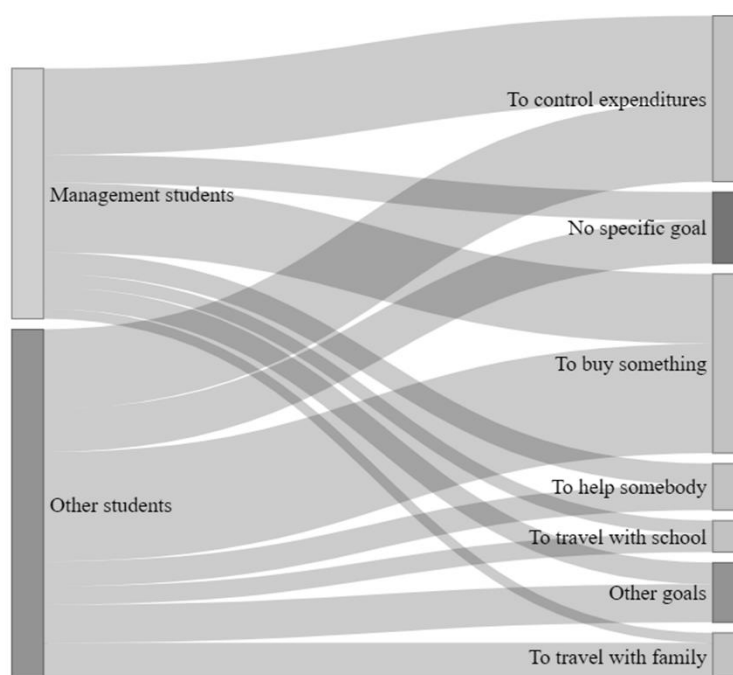 Management students
Other students
To control expenditures
No specific goal
To buy something
To help somebody
To travel with school
Other goals
To travel with family